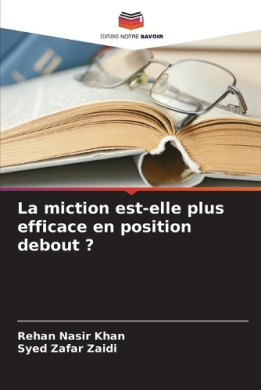 EDITIONS NOTRE SAVOIR
La miction est-elle plus
efficace en position
debout ?
Rehan Nasir Khan
Syed Zafar Zaidi